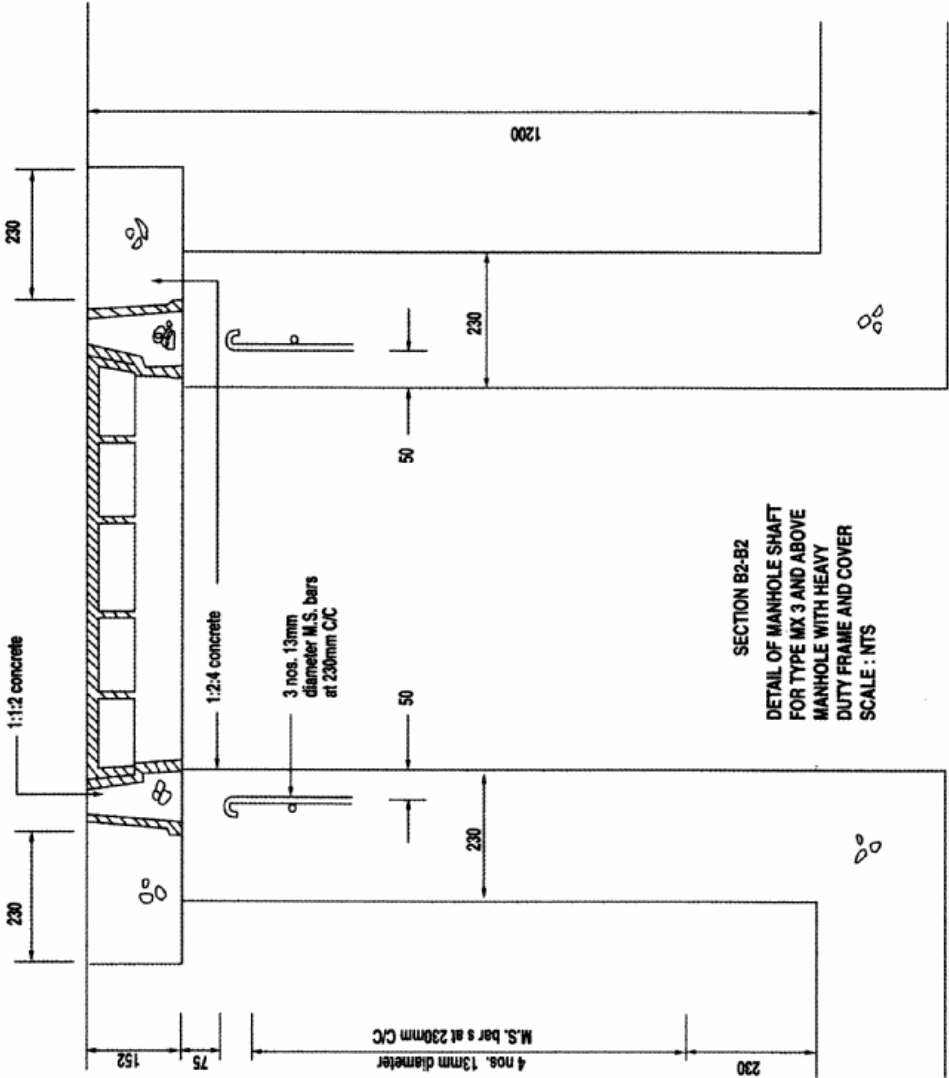 1:1:2 concrete
230
230
1200
152
75
4 nos. 13mm diameter
M.S. bar s at 230mm C/C
230
1:2:4 concrete
3 nos. 13mm
diameter M.S. bars
at 230mm C/C
50
50
230
230
SECTION B2-B2
DETAIL OF MANHOLE SHAFT
FOR TYPE MX 3 AND ABOVE
MANHOLE WITH HEAVY
DUTY FRAME AND COVER
SCALE : NTS